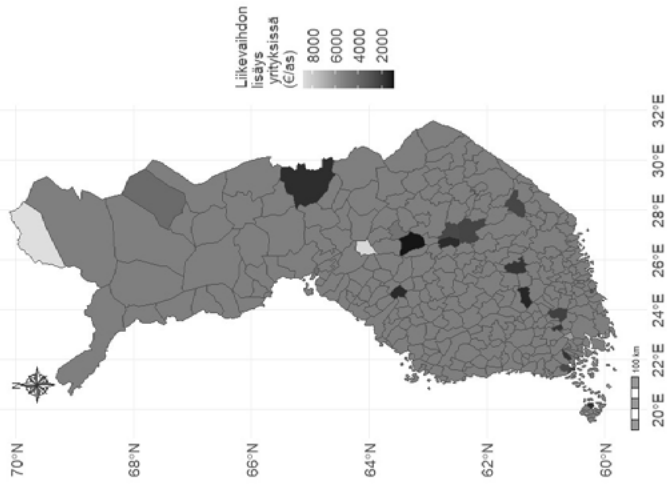 Liikevaihdon
lisäys
yrityksissä
(€/as)
8000
6000
4000
2000
N
70°N
68°N
66°N
64°N
62°N
60°N
20°E
22°E
24°E
26°E
28°E
30°E
32°E
100 km